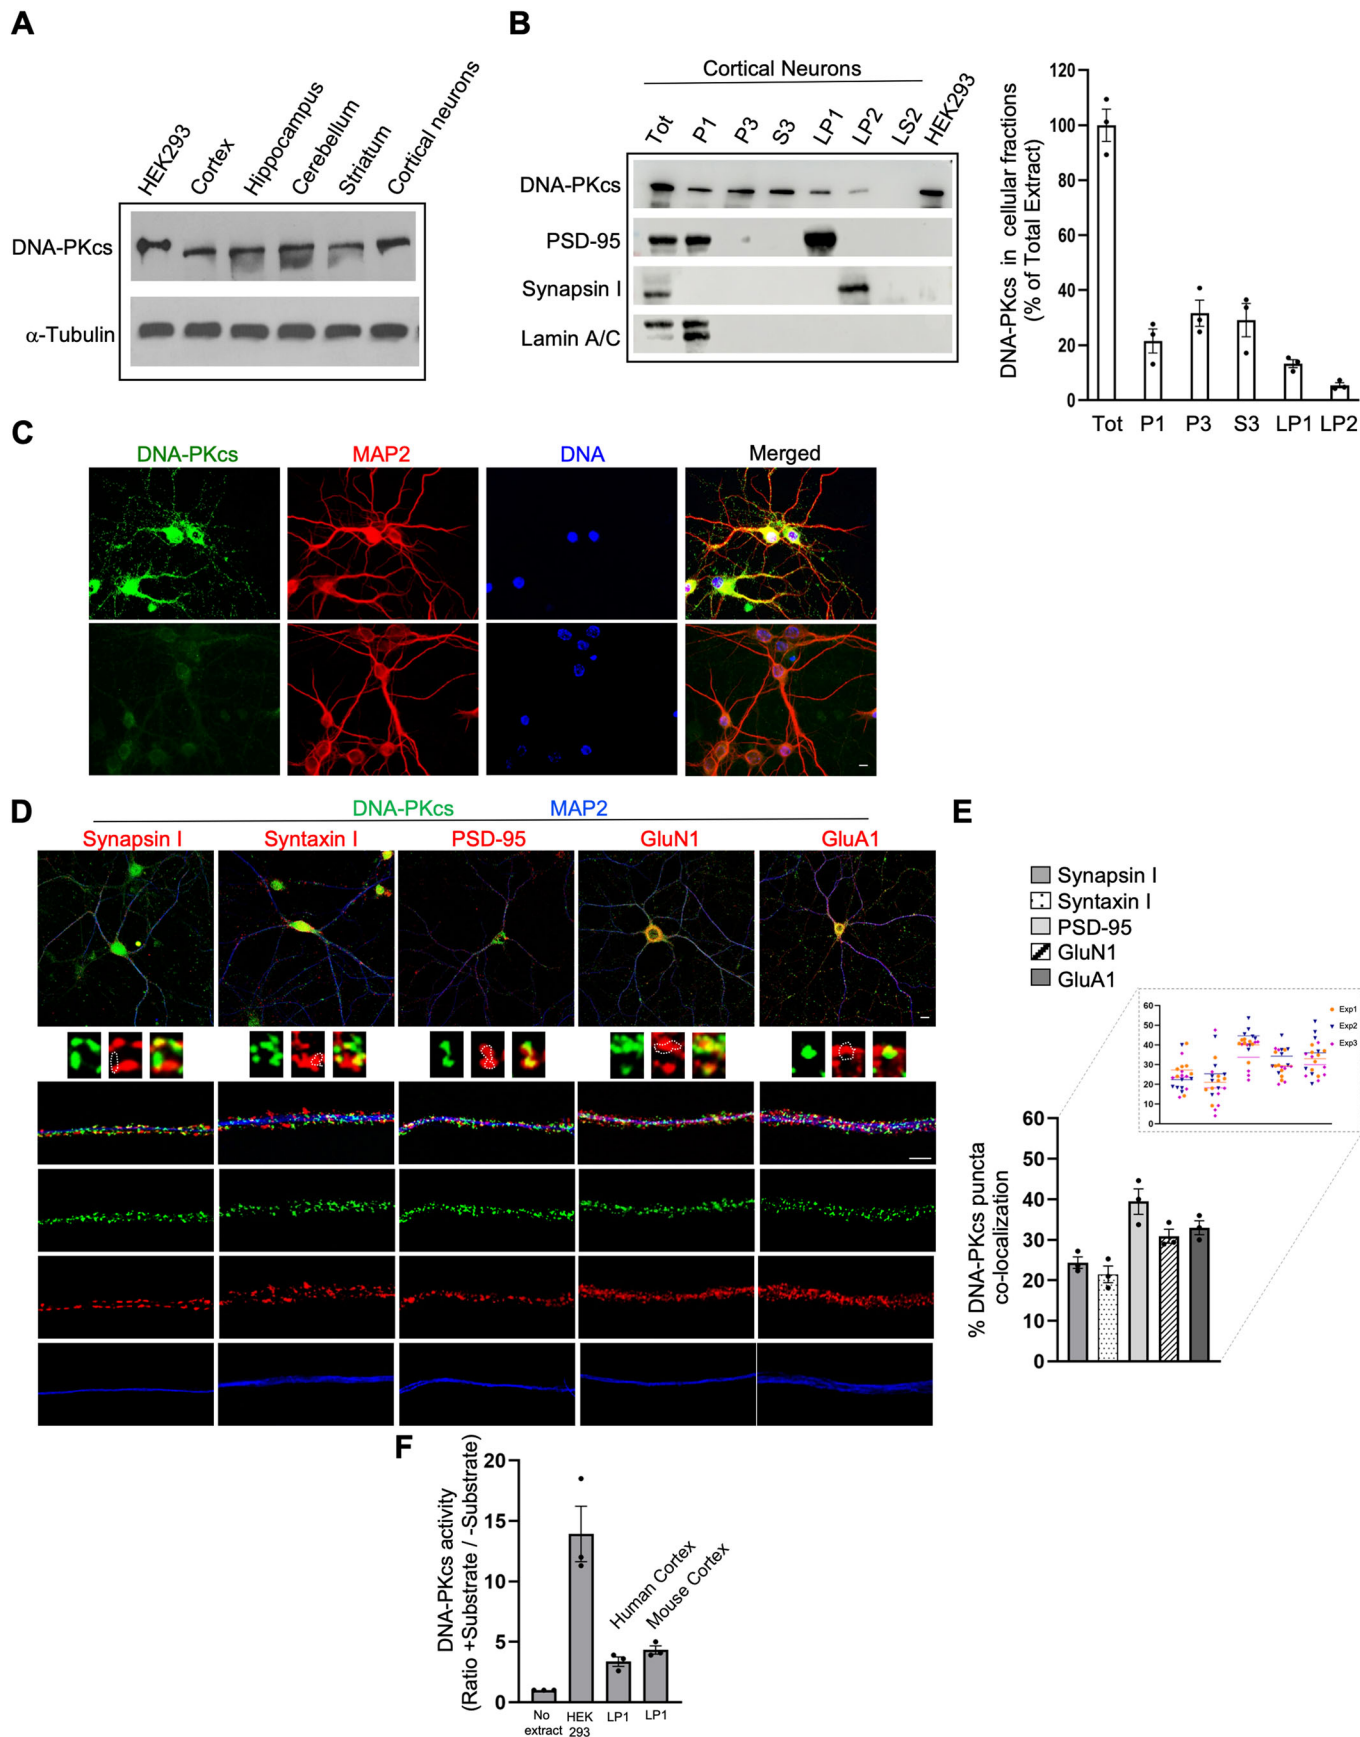 A
HEK293
Cortex
Hippocampus
Cerebellum
Striatum
Cortical neurons
DNA-PKcs
α-Tubulin
B
Cortical Neurons
Tot
P1
P3
S3
LP1
LP2
LS2
HEK293
DNA-PKcs
PSD-95
Synapsin I
Lamin A/C
DNA-PKcs in cellular fractions
(% of Total Extract)
120
100
80
60
40
20
0
Tot P1 P3 S3 LP1 LP2
C
DNA-PKcs MAP2 DNA Merged
D
DNA-PKcs MAP2
Synapsin I Syntaxin I PSD-95 GluN1 GluA1
E
Synapsin I
Syntaxin I
PSD-95
GluN1
GluA1
60
50
40
30
20
10
0
Exp1
Exp2
Exp3
% DNA-PKcs puncta
co-localization
60
50
40
30
20
10
0
F
DNA-PKcs activity
(Ratio +Substrate / -Substrate)
20
15
10
5
0
Human Cortex
Mouse Cortex
No
extract
HEK
293
LP1
LP1